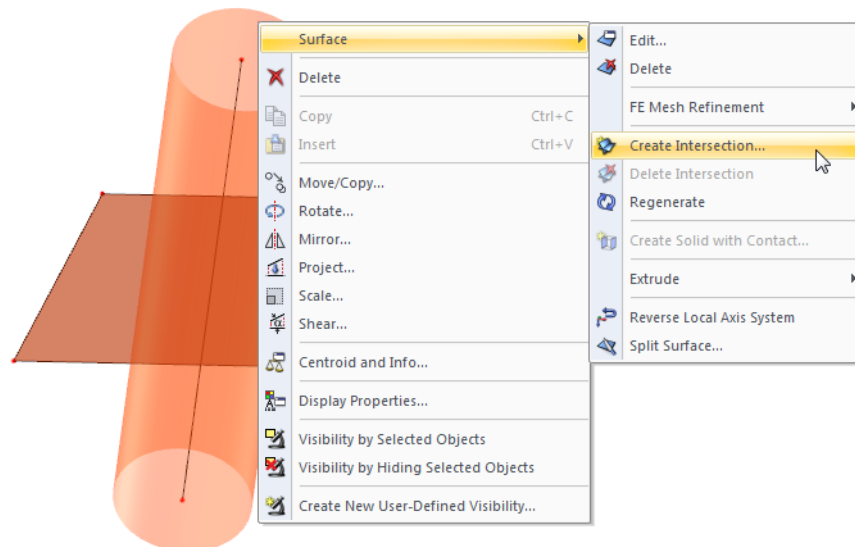 Surface
Delete
Copy Ctrl+C
Insert Ctrl+V
Move/Copy...
Rotate...
Mirror...
Project...
Scale...
Shear...
Centroid and Info...
Display Properties...
Visibility by Selected Objects
Visibility by Hiding Selected Objects
Create New User-Defined Visibility...
Edit...
Delete
FE Mesh Refinement
Create Intersection...
Delete Intersection
Regenerate
Create Solid with Contact...
Extrude
Reverse Local Axis System
Split Surface...